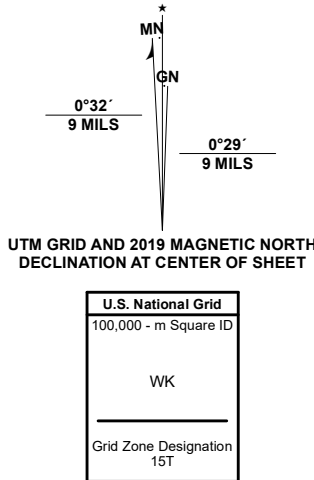 ★
MN
GN
0°32´
9 MILS
0°29´
9 MILS
UTM GRID AND 2019 MAGNETIC NORTH
DECLINATION AT CENTER OF SHEET
U.S. National Grid
100,000 - m Square ID
WK
Grid Zone Designation
15T